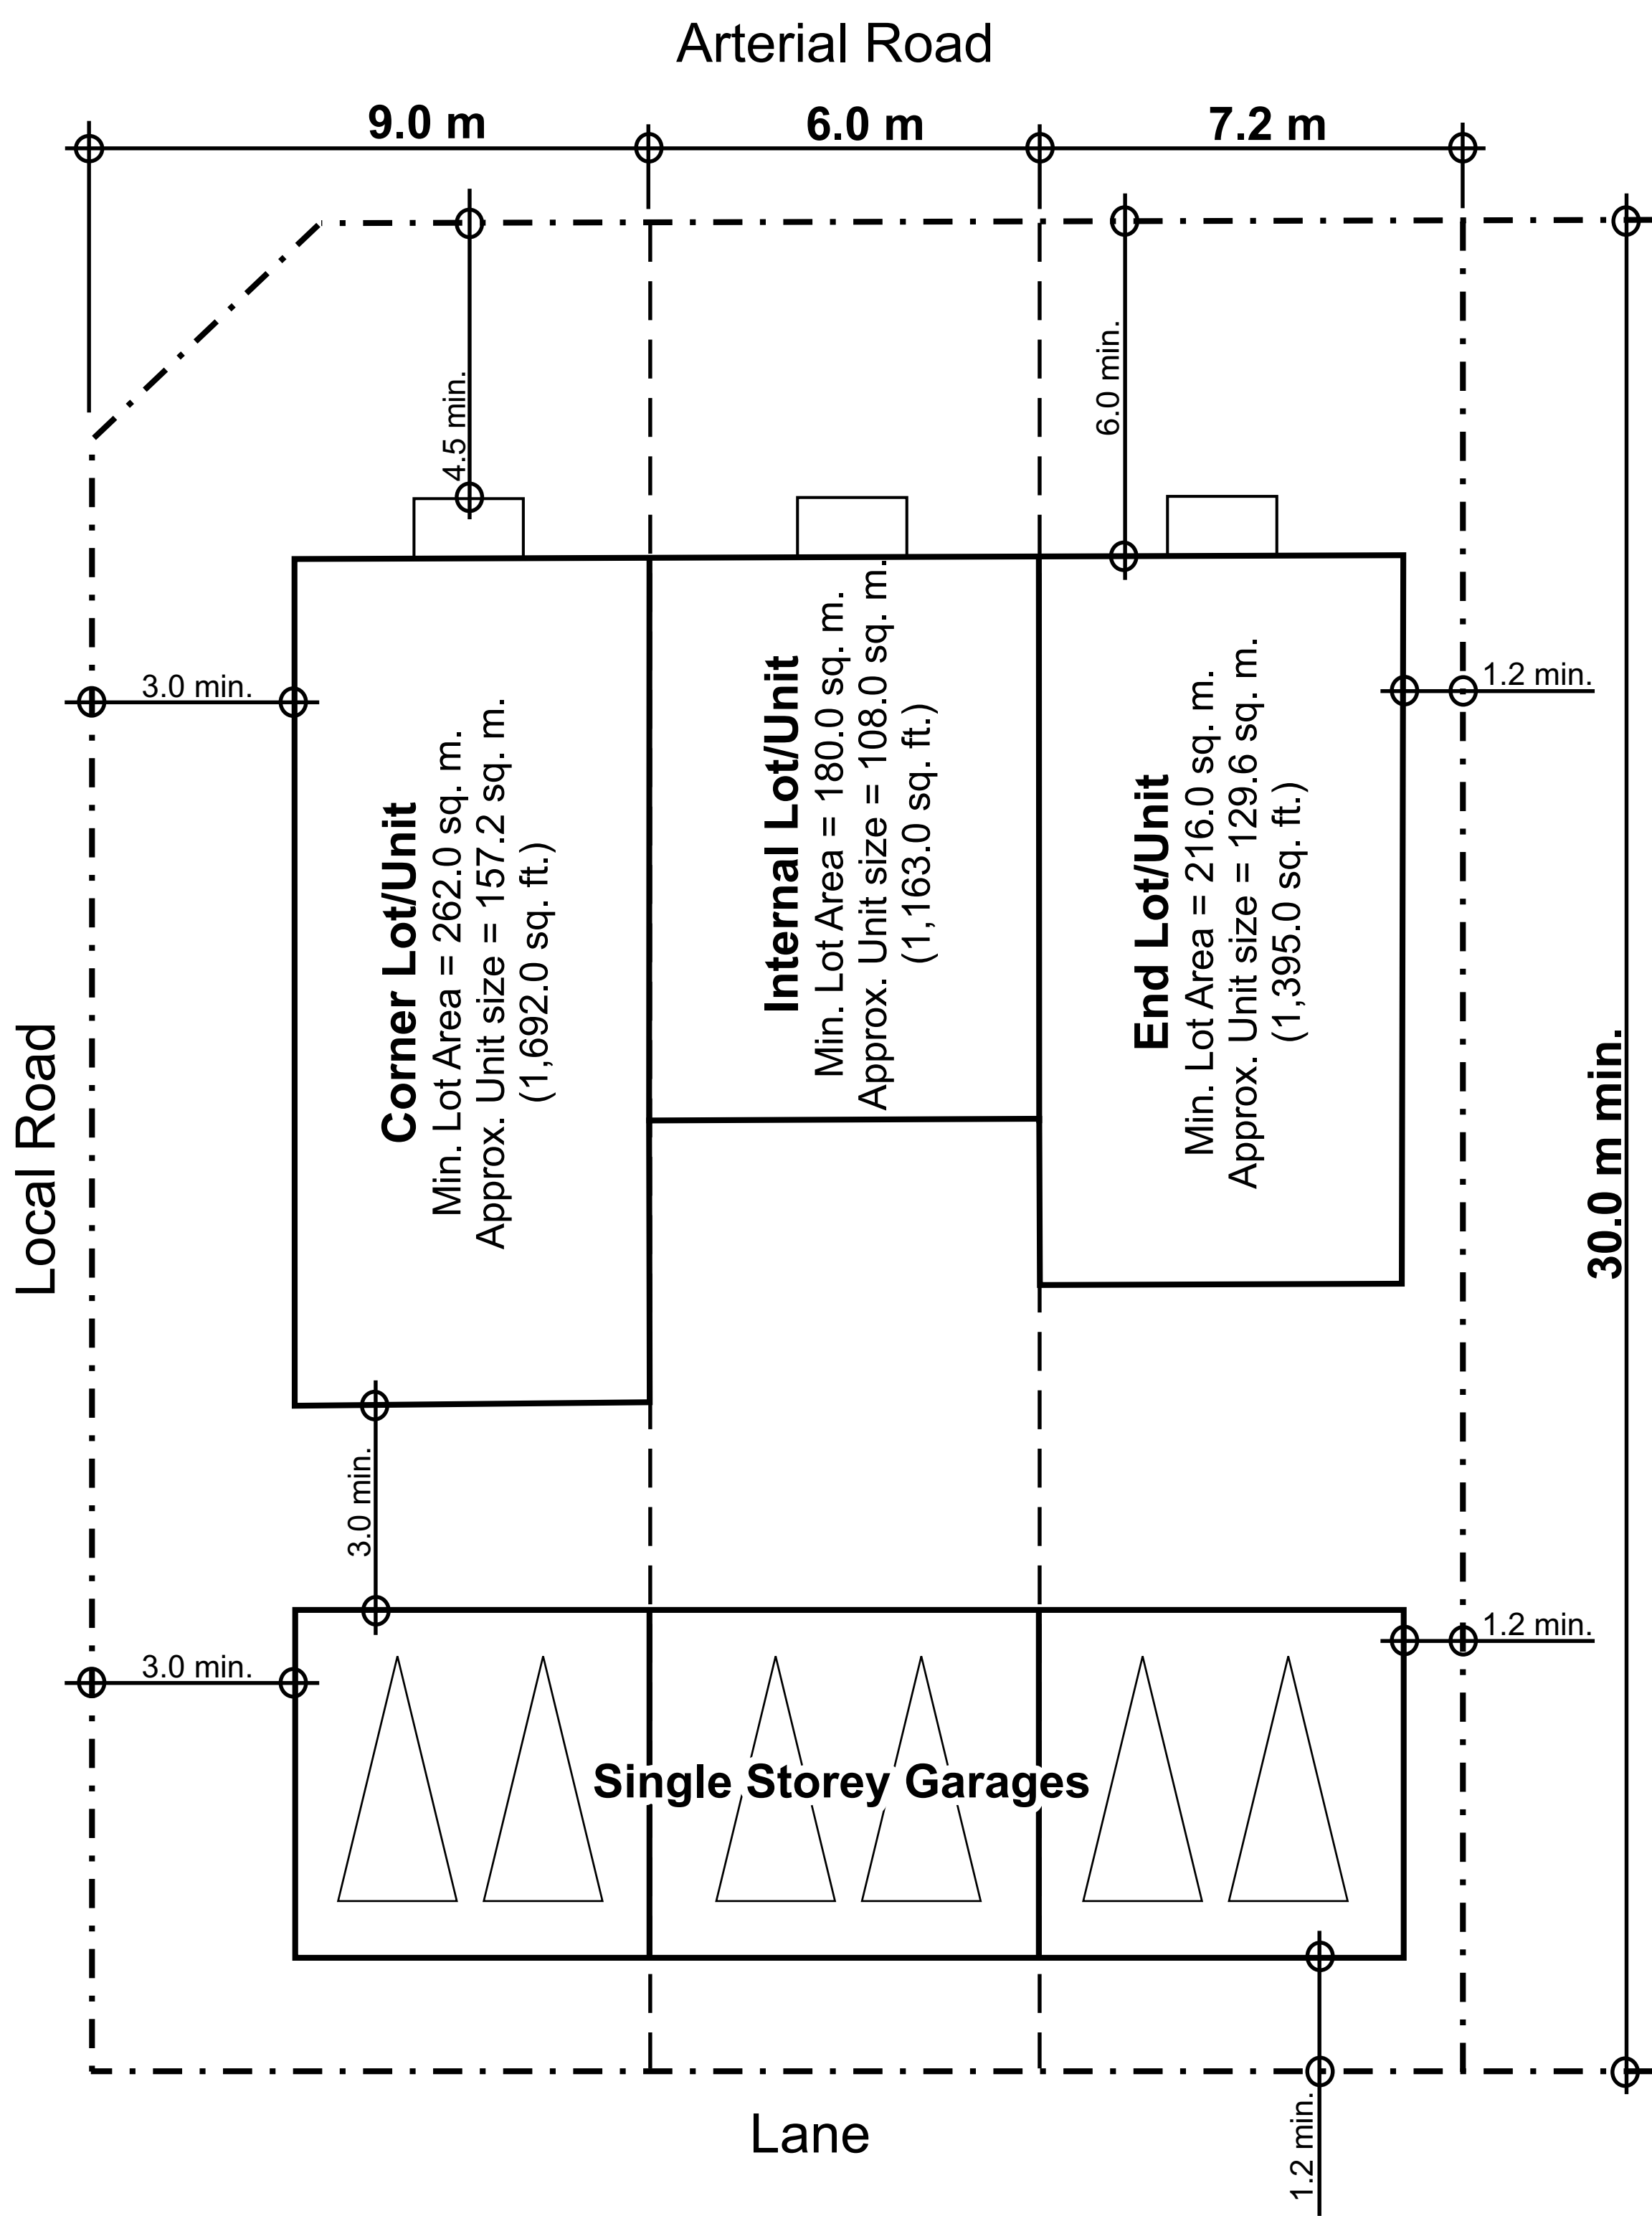 Arterial Road
9.0 m
6.0 m
7.2 m
4.5 min.
6.0 min.
3.0 min.
1.2 min.
Corner Lot/Unit
Min. Lot Area = 262.0 sq. m.
Approx. Unit size = 157.2 sq. m.
(1,692.0 sq. ft.)
Internal Lot/Unit
Min. Lot Area = 180.0 sq. m.
Approx. Unit size = 108.0 sq. m.
(1,163.0 sq. ft.)
End Lot/Unit
Min. Lot Area = 216.0 sq. m.
Approx. Unit size = 129.6 sq. m.
(1,395.0 sq. ft.)
Local Road
30.0 m min.
3.0 min.
3.0 min.
1.2 min.
Single Storey Garages
Lane
1.2 min.